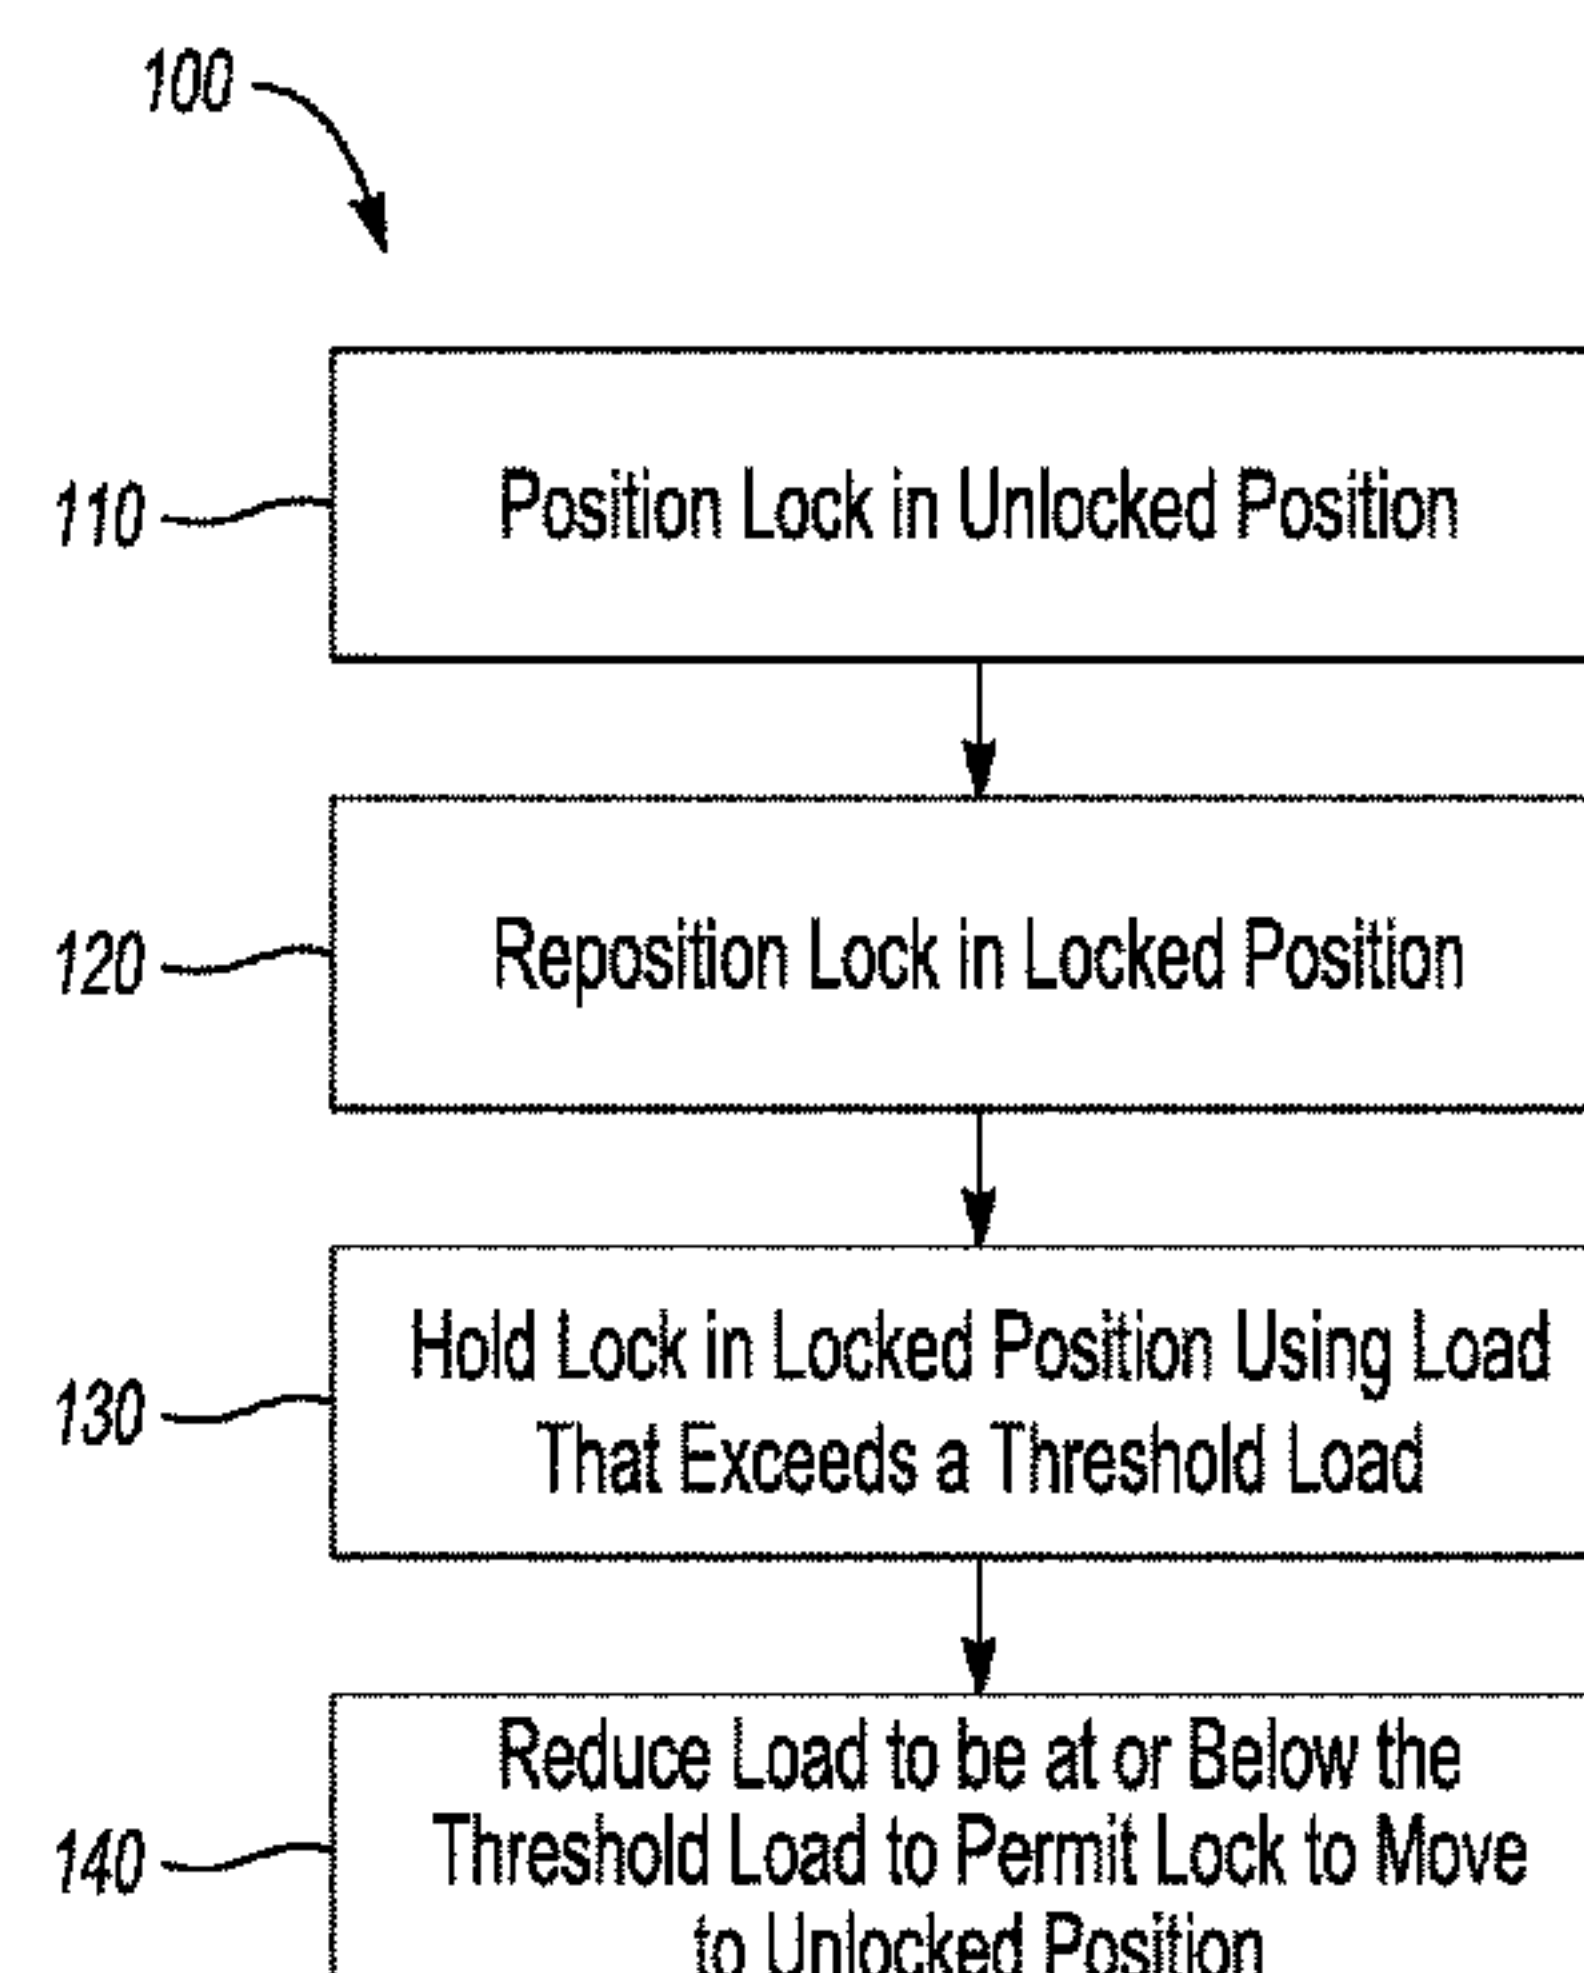 100
110
Position Lock in Unlocked Position
120
Reposition Lock in Locked Position
130
Hold Lock in Locked Position Using Load
That Exceeds a Threshold Load
140
Reduce Load to be at or Below the
Threshold Load to Permit Lock to Move
to Unlocked Position